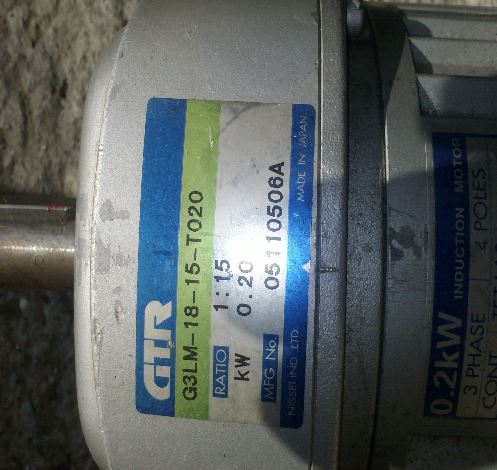 GTR
G3LM-18-15-T020
RATIO 1:15
kW 0.20
MFG No. 05110506A
NISSEI IND. LTD. MADE IN JAPAN.
0.2kW INDUCTION MOTOR
3 PHASE 4 POLES
CONT.